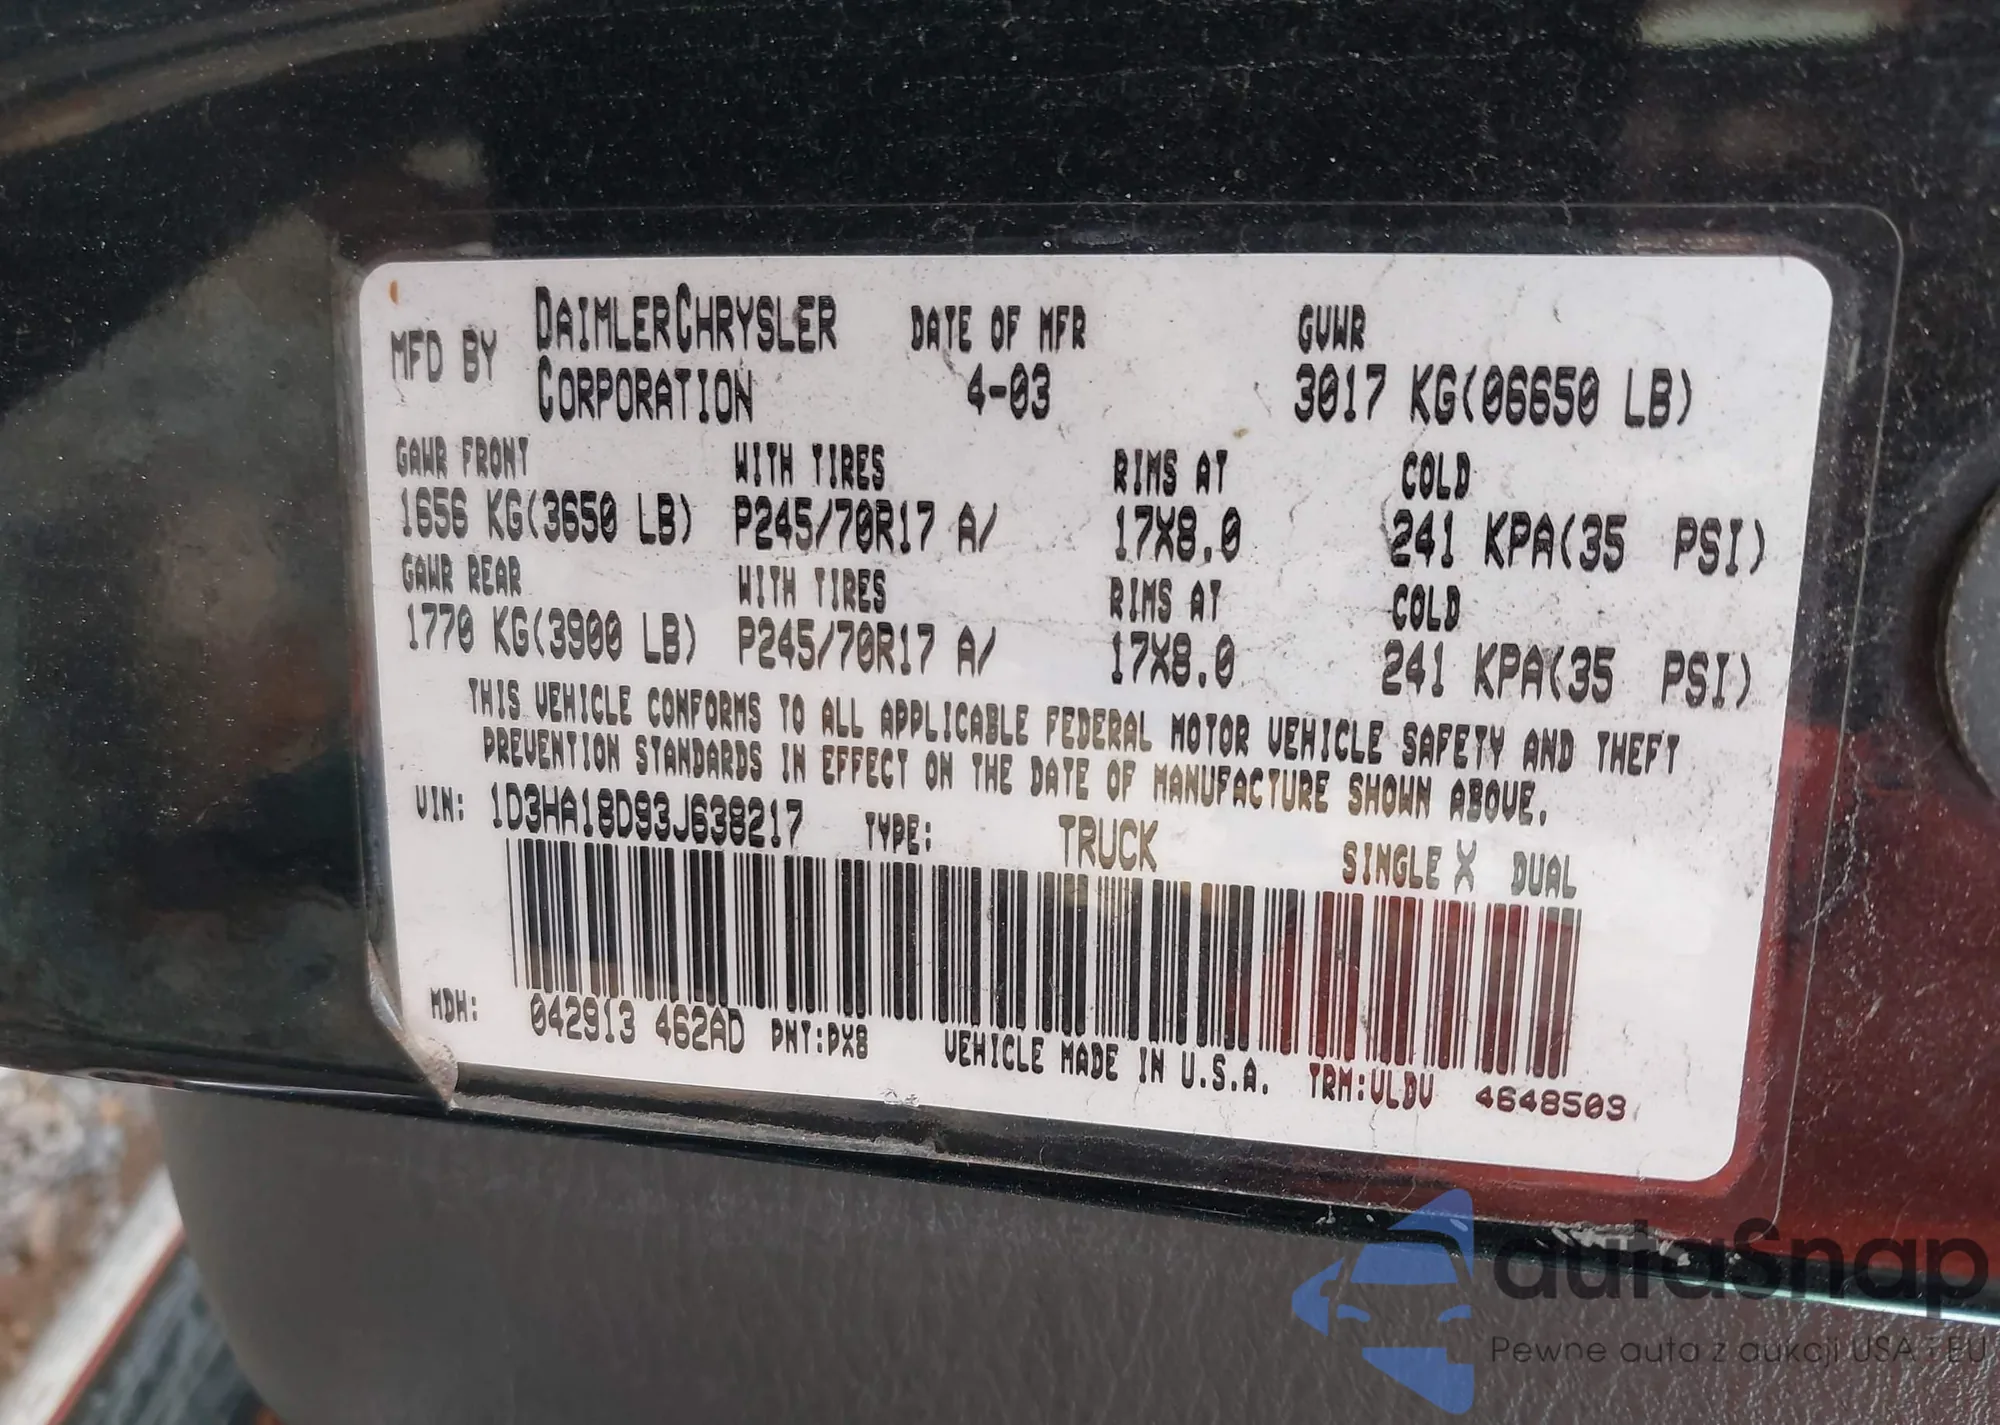 MFD BY DAIMLERCHRYSLER CORPORATION DATE OF MFR 4-03 GVWR 3017 KG(06650 LB)
GAWR FRONT WITH TIRES RIMS AT COLD
1656 KG(3650 LB) P245/70R17 A/ 17X8.0 241 KPA(35 PSI)
GAWR REAR WITH TIRES RIMS AT COLD
1770 KG(3900 LB) P245/70R17 A/ 17X8.0 241 KPA(35 PSI)
THIS VEHICLE CONFORMS TO ALL APPLICABLE FEDERAL MOTOR VEHICLE SAFETY AND THEFT
PREVENTION STANDARDS IN EFFECT ON THE DATE OF MANUFACTURE SHOWN ABOVE.
VIN: 1D3HA18D93J638217 TYPE: TRUCK SINGLE X DUAL
MDH: 042913 462AD PNT:PX8 VEHICLE MADE IN U.S.A. TRM:VLDV 4648509
autaSnap
Pewne auta z aukcji USA i EU